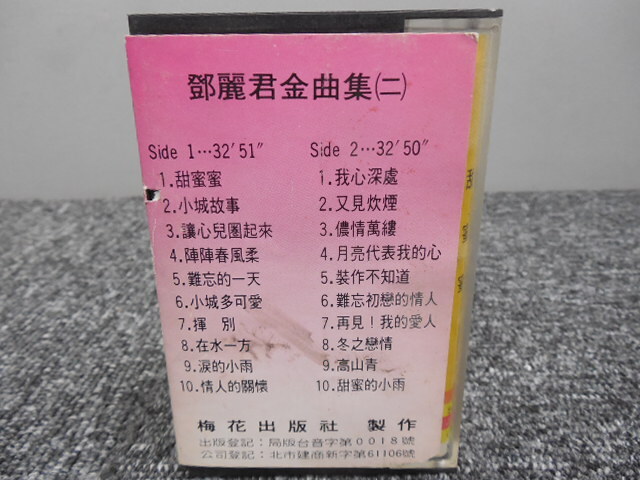 鄧麗君金曲集(二)
Side 1…32′51″
1.甜蜜蜜
2.小城故事
3.讓心兒圈起來
4.陣陣春風柔
5.難忘的一天
6.小城多可愛
7.揮　別
8.在水一方
9.淚的小雨
10.情人的關懷
Side 2…32′50″
1.我心深處
2.又見炊煙
3.儂情萬縷
4.月亮代表我的心
5.裝作不知道
6.難忘初戀的情人
7.再見！我的愛人
8.冬之戀情
9.高山青
10.甜蜜的小雨
梅花出版社　製作
出版登記：局版台音字第0018號
公司登記：北市建商新字第61106號